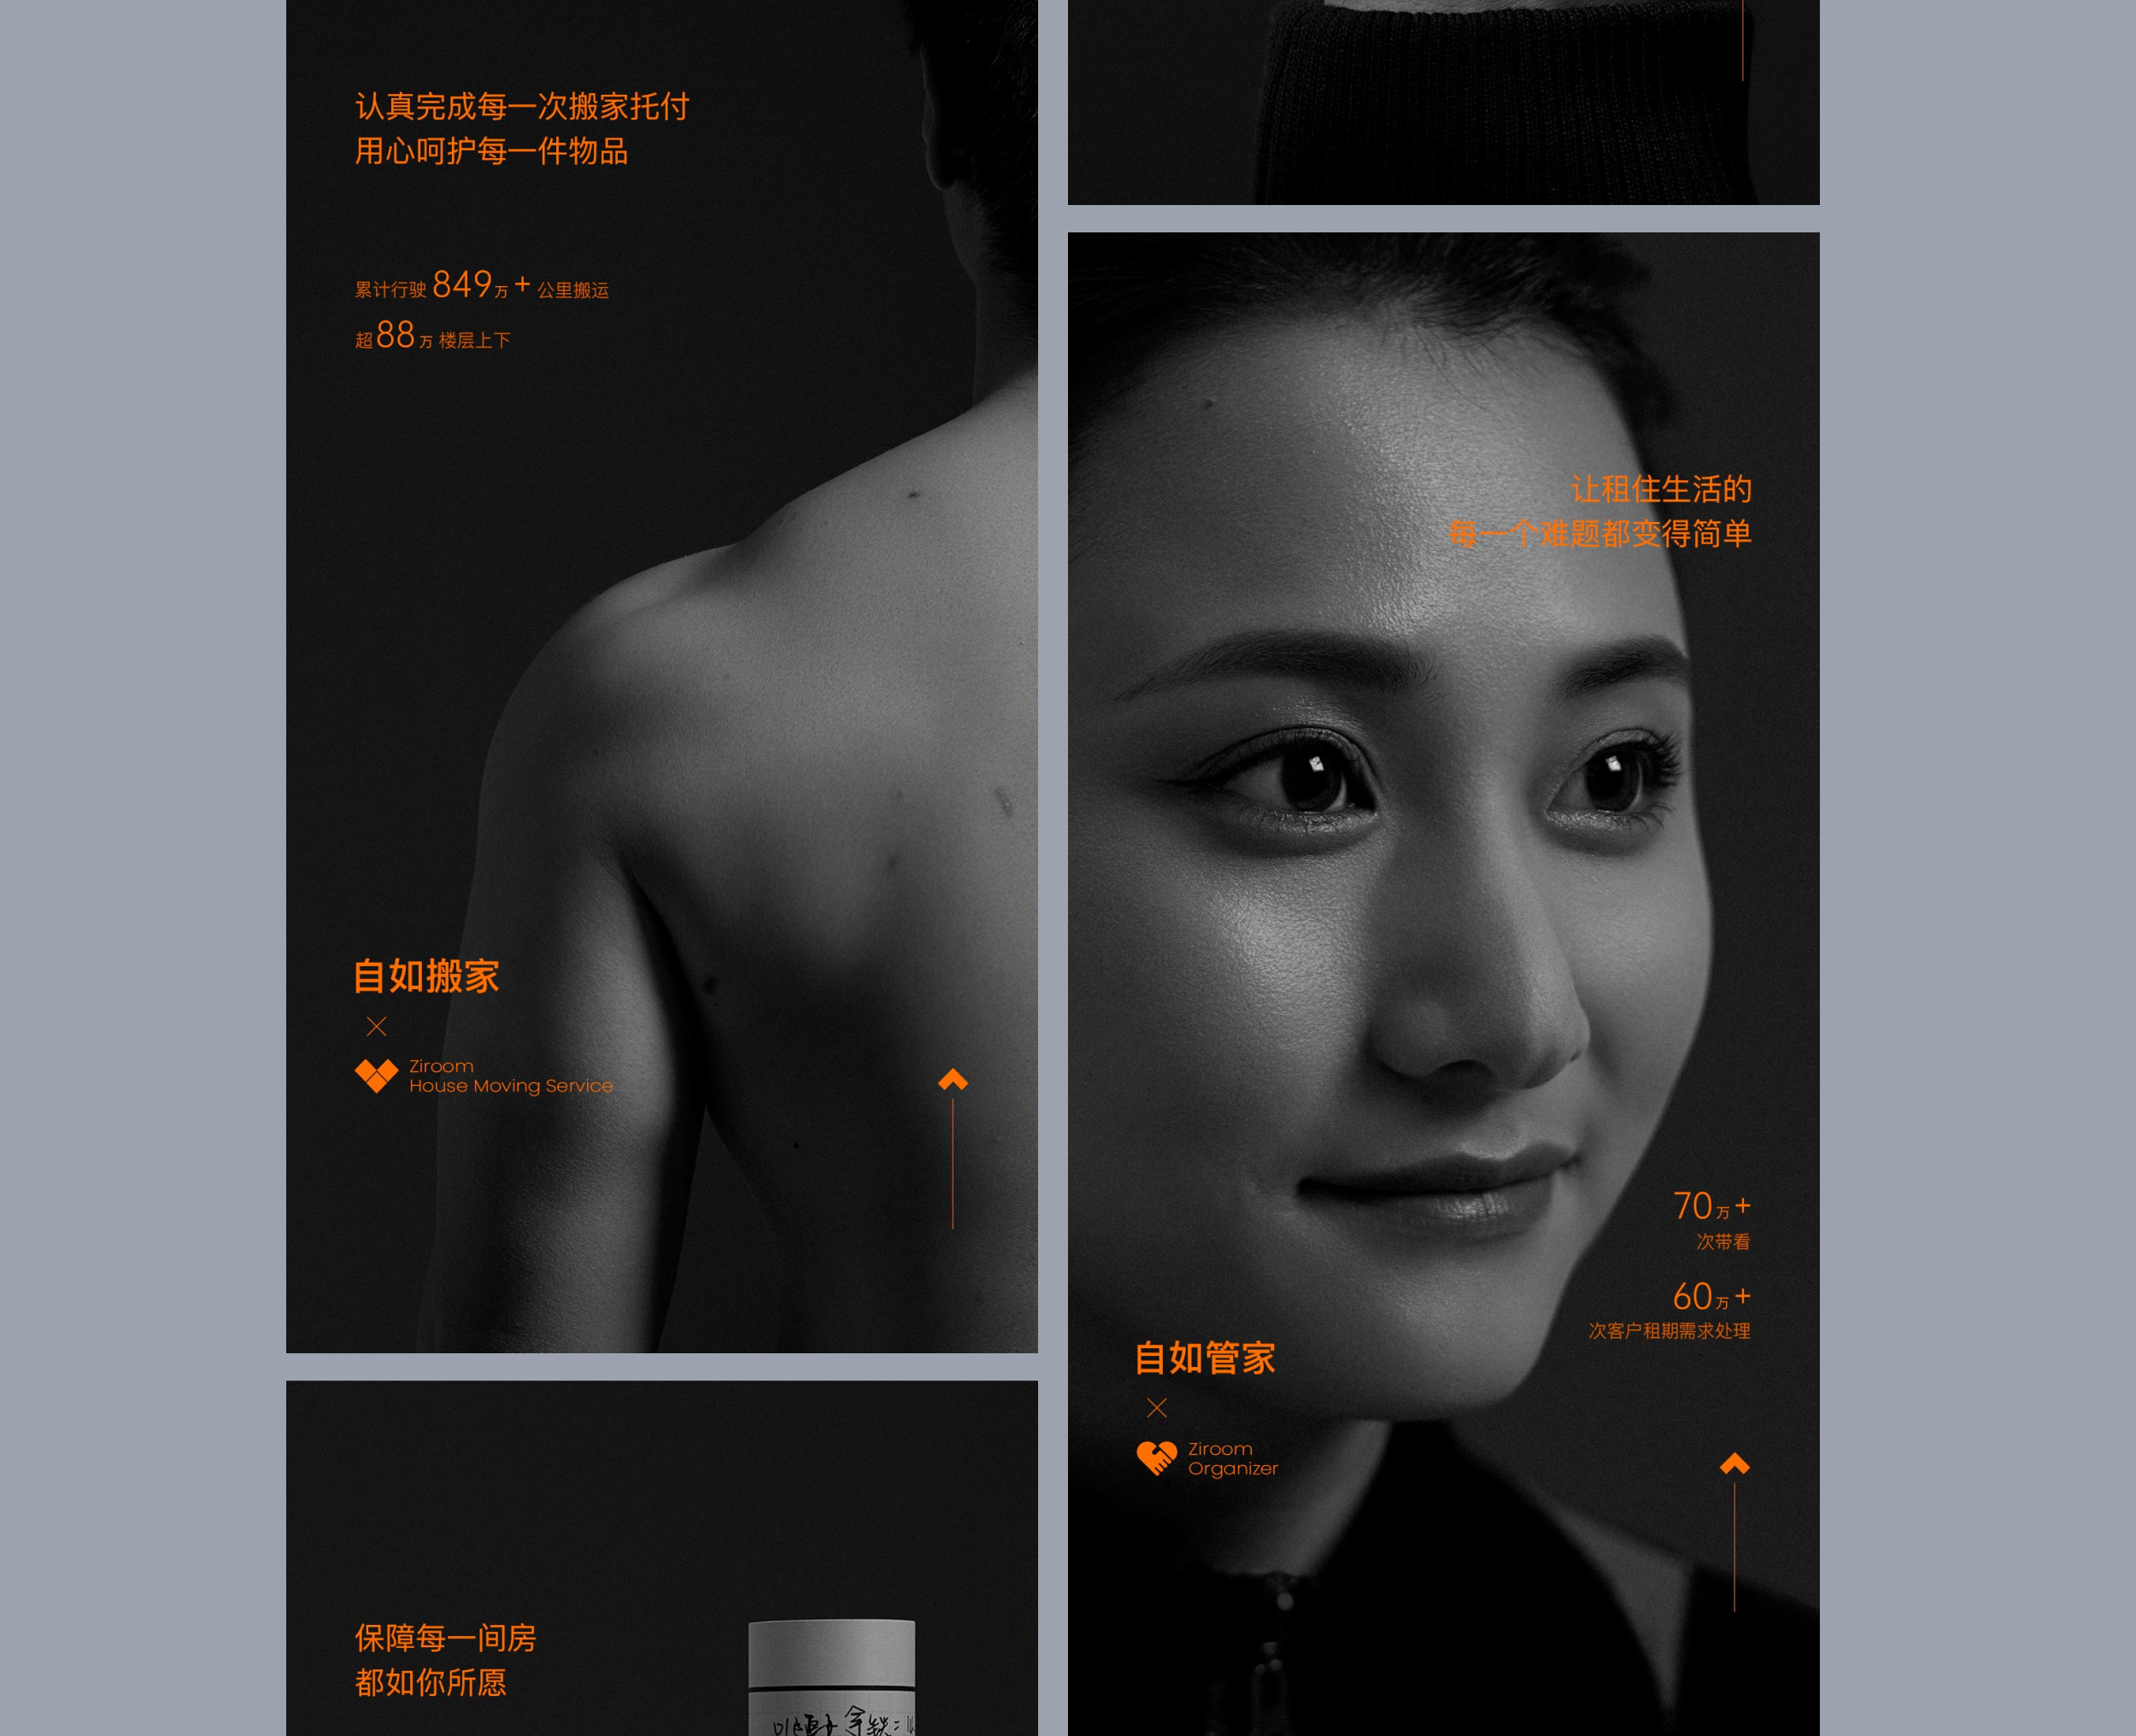 认真完成每一次搬家托付
用心呵护每一件物品
累计行驶 849万+ 公里搬运
超88万 楼层上下
自如搬家
×
Ziroom
House Moving Service
保障每一间房
都如你所愿
让租住生活的
每一个难题都变得简单
70万+
次带看
60万+
次客户租期需求处理
自如管家
×
Ziroom
Organizer